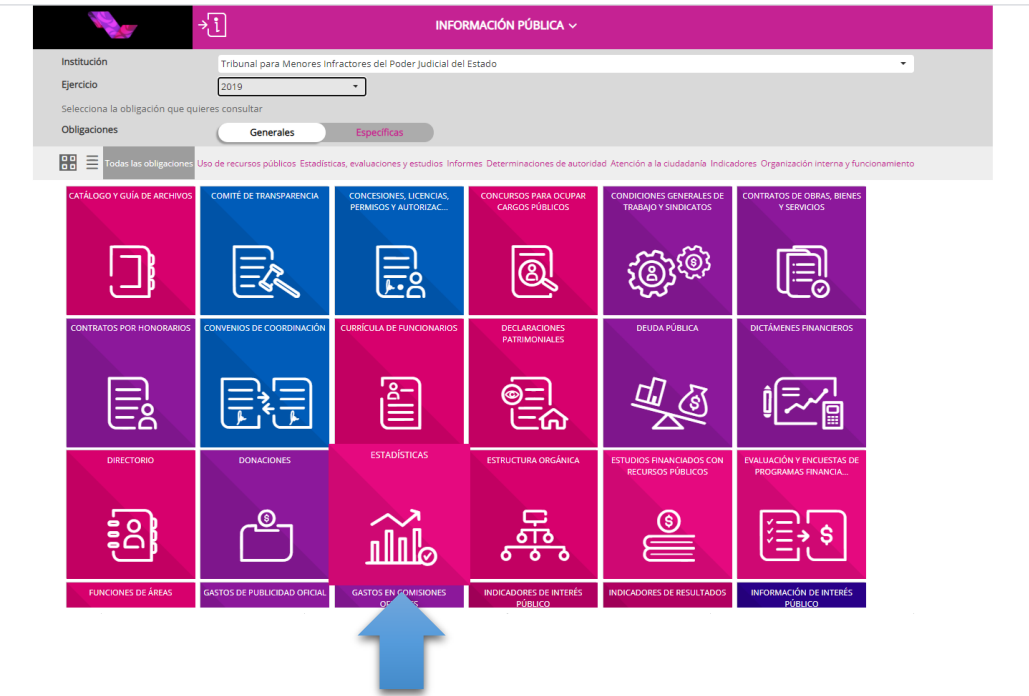 INFORMACIÓN PÚBLICA
Institución
Tribunal para Menores Infractores del Poder Judicial del Estado
Ejercicio
2019
Selecciona la obligación que quieres consultar
Obligaciones
Generales
Específicas
Todas las obligaciones Uso de recursos públicos Estadísticas, evaluaciones y estudios Informes Determinaciones de autoridad Atención a la ciudadanía Indicadores Organización interna y funcionamiento
CATÁLOGO Y GUÍA DE ARCHIVOS
COMITÉ DE TRANSPARENCIA
CONCESIONES, LICENCIAS,
PERMISOS Y AUTORIZAC...
CONCURSOS PARA OCUPAR
CARGOS PÚBLICOS
CONDICIONES GENERALES DE
TRABAJO Y SINDICATOS
CONTRATOS DE OBRAS, BIENES
Y SERVICIOS
CONTRATOS POR HONORARIOS
CONVENIOS DE COORDINACIÓN
CURRÍCULA DE FUNCIONARIOS
DECLARACIONES
PATRIMONIALES
DEUDA PÚBLICA
DICTÁMENES FINANCIEROS
DIRECTORIO
DONACIONES
ESTADÍSTICAS
ESTRUCTURA ORGÁNICA
ESTUDIOS FINANCIADOS CON
RECURSOS PÚBLICOS
EVALUACIÓN Y ENCUESTAS DE
PROGRAMAS FINANCIA...
FUNCIONES DE ÁREAS
GASTOS DE PUBLICIDAD OFICIAL
GASTOS EN COMISIONES
INDICADORES DE INTERÉS
PÚBLICO
INDICADORES DE RESULTADOS
INFORMACIÓN DE INTERÉS
PÚBLICO